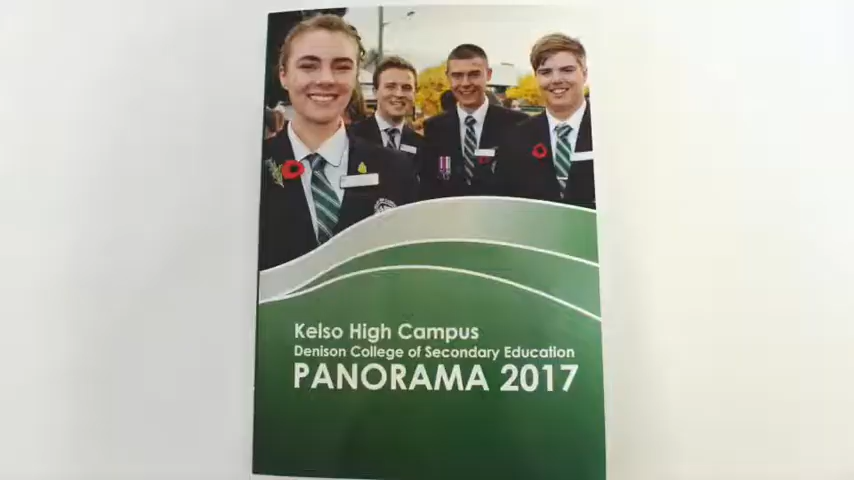 Kelso High Campus
Denison College of Secondary Education
PANORAMA 2017